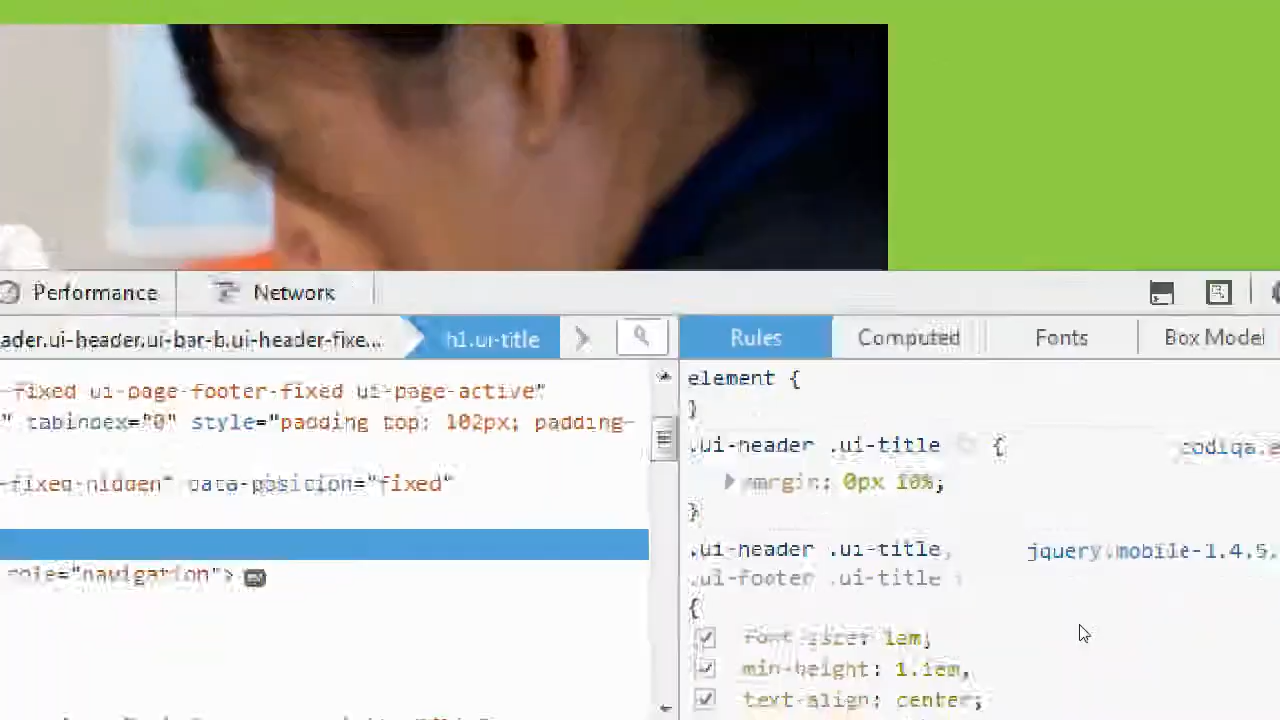 Performance
Network
ader.ui-header.ui-bar-b.ui-header-fixe...
h1.ui-title
Rules
Computed
Fonts
Box Model
-fixed ui-page-footer-fixed ui-page-active"
" tabindex="0" style="padding top: 102px; padding-
-fixed-hidden" data-position="fixed"
role="navigation">
element {
}
.ui-header .ui-title {
codiqa.e
margin: 0px 10%;
}
.ui-header .ui-title,
jquery.mobile-1.4.5.
.ui-footer .ui-title
{
font-size: 1em;
min-height: 1.1em;
text-align: center;